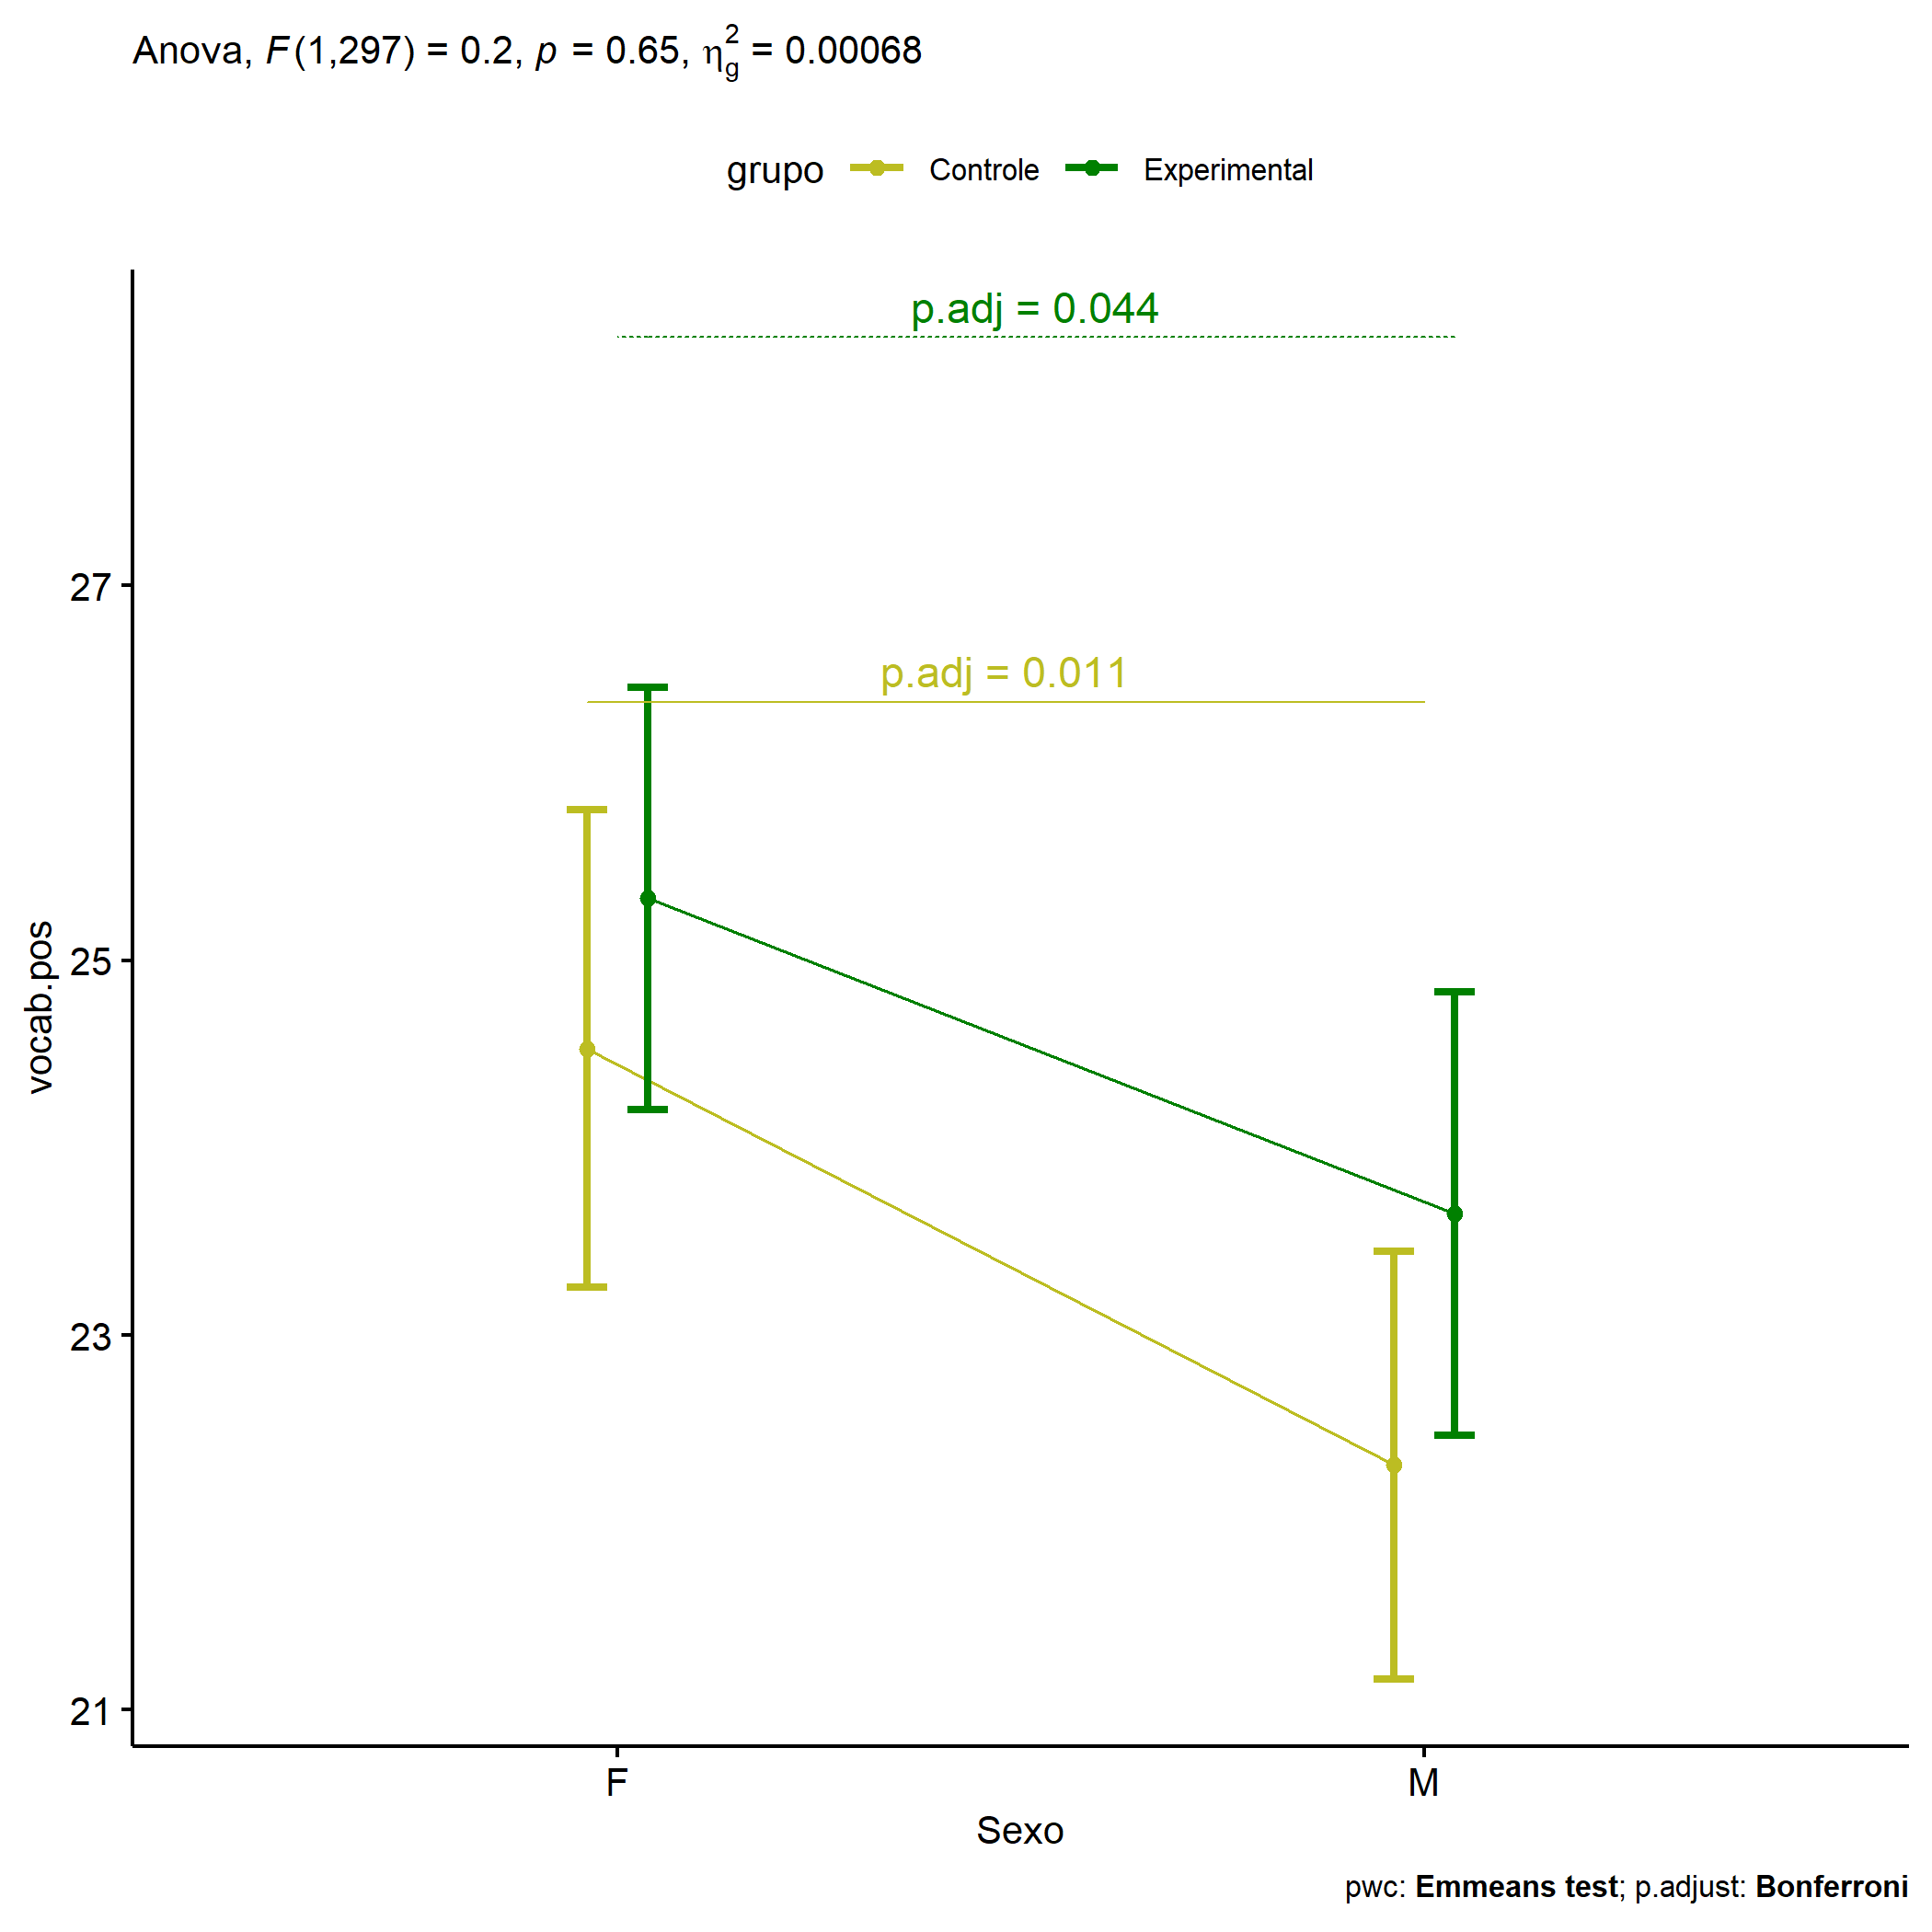 Anova, F(1,297) = 0.2, p = 0.65, η²g = 0.00068
grupo Controle Experimental
p.adj = 0.044
27
p.adj = 0.011
25
23
21
vocab.pos
F M
Sexo
pwc: Emmeans test; p.adjust: Bonferroni